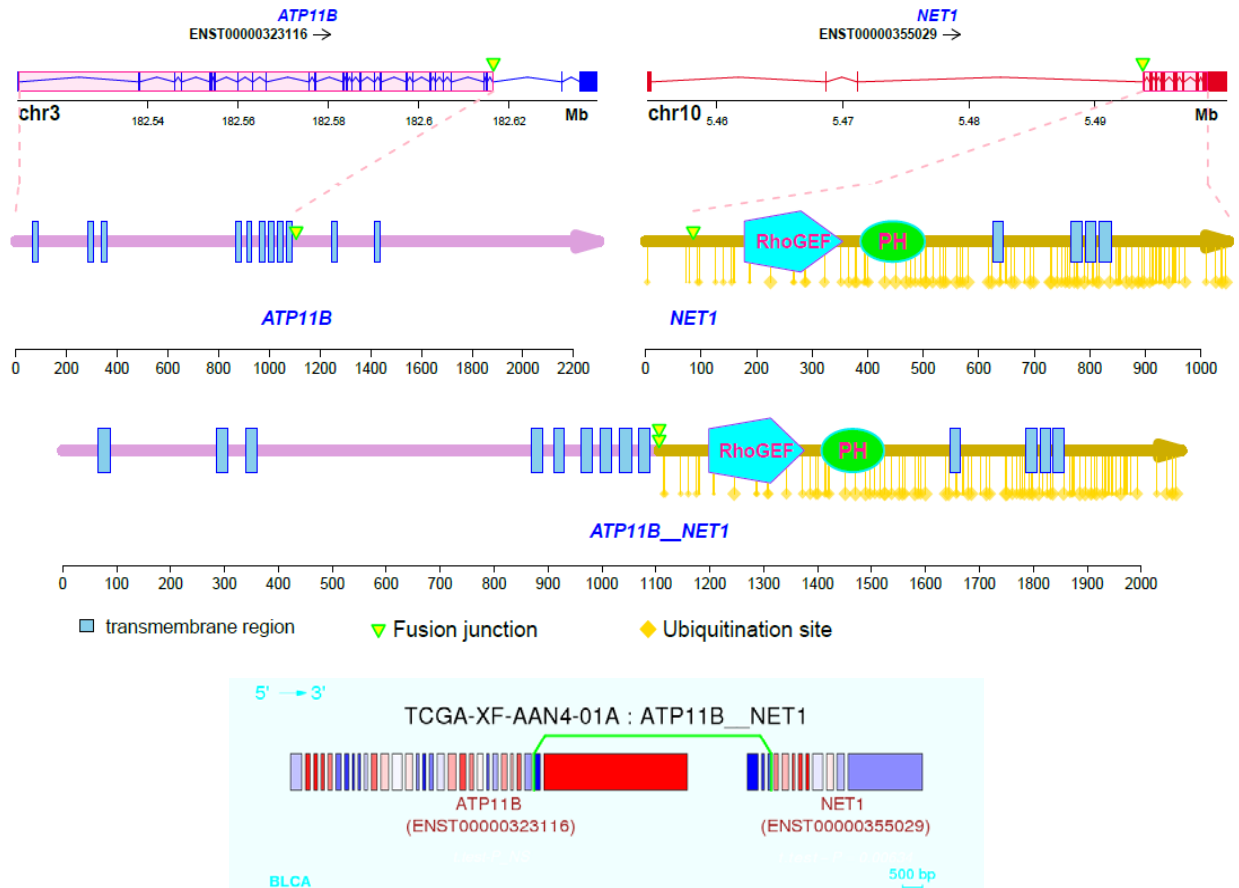 ATP11B
ENST00000323116 →
NET1
ENST00000355029 →
chr3
182.54 182.56 182.58 182.6 182.62
Mb
chr10
5.46 5.47 5.48 5.49
Mb
RhoGEF
PH
ATP11B
NET1
0 200 400 600 800 1000 1200 1400 1600 1800 2000 2200
0 100 200 300 400 500 600 700 800 900 1000
RhoGEF
PH
ATP11B__NET1
0 100 200 300 400 500 600 700 800 900 1000 1100 1200 1300 1400 1500 1600 1700 1800 1900 2000
transmembrane region
Fusion junction
Ubiquitination site
5' → 3'
TCGA-XF-AAN4-01A : ATP11B__NET1
ATP11B
(ENST00000323116)
NET1
(ENST00000355029)
BLCA
500 bp